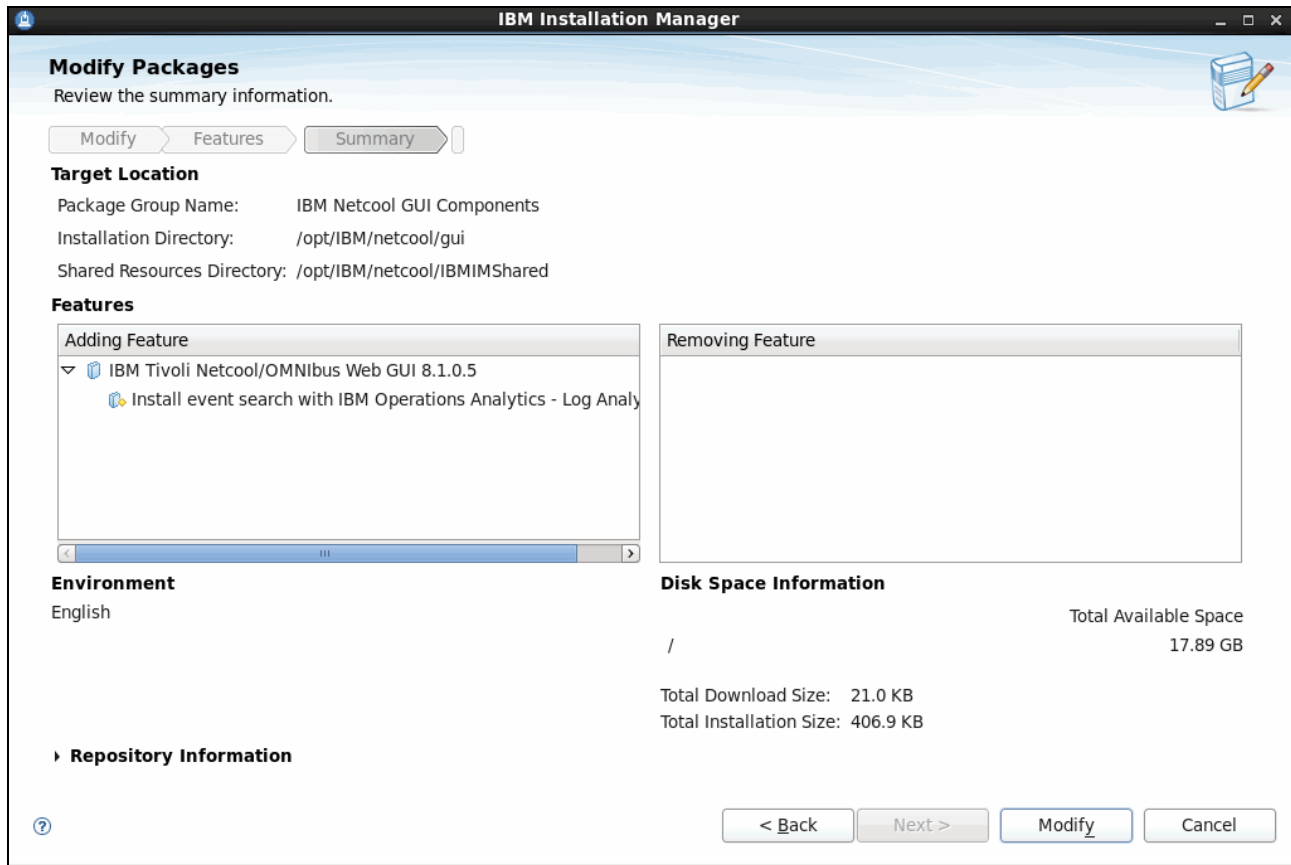 IBM Installation Manager
Modify Packages
Review the summary information.
Modify
Features
Summary
Target Location
Package Group Name: IBM Netcool GUI Components
Installation Directory: /opt/IBM/netcool/gui
Shared Resources Directory: /opt/IBM/netcool/IBMIMShared
Features
Adding Feature
IBM Tivoli Netcool/OMNIbus Web GUI 8.1.0.5
Install event search with IBM Operations Analytics - Log Analy
Removing Feature
Environment
English
Disk Space Information
Total Available Space
/ 17.89 GB
Total Download Size: 21.0 KB
Total Installation Size: 406.9 KB
Repository Information
?
< Back
Next >
Modify
Cancel